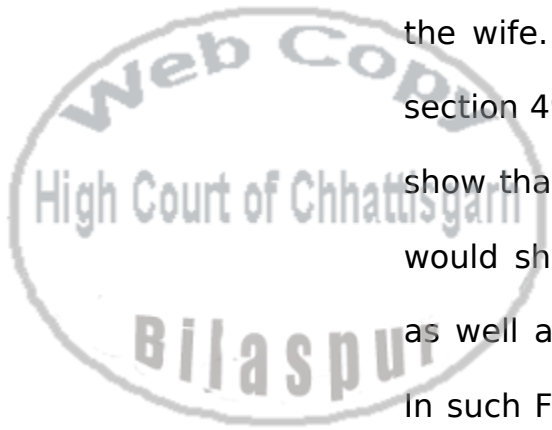 Web Copy
High Court of Chhattisgarh
Bilaspur
the wife.
section 4
show tha
would sh
as well a
In such F